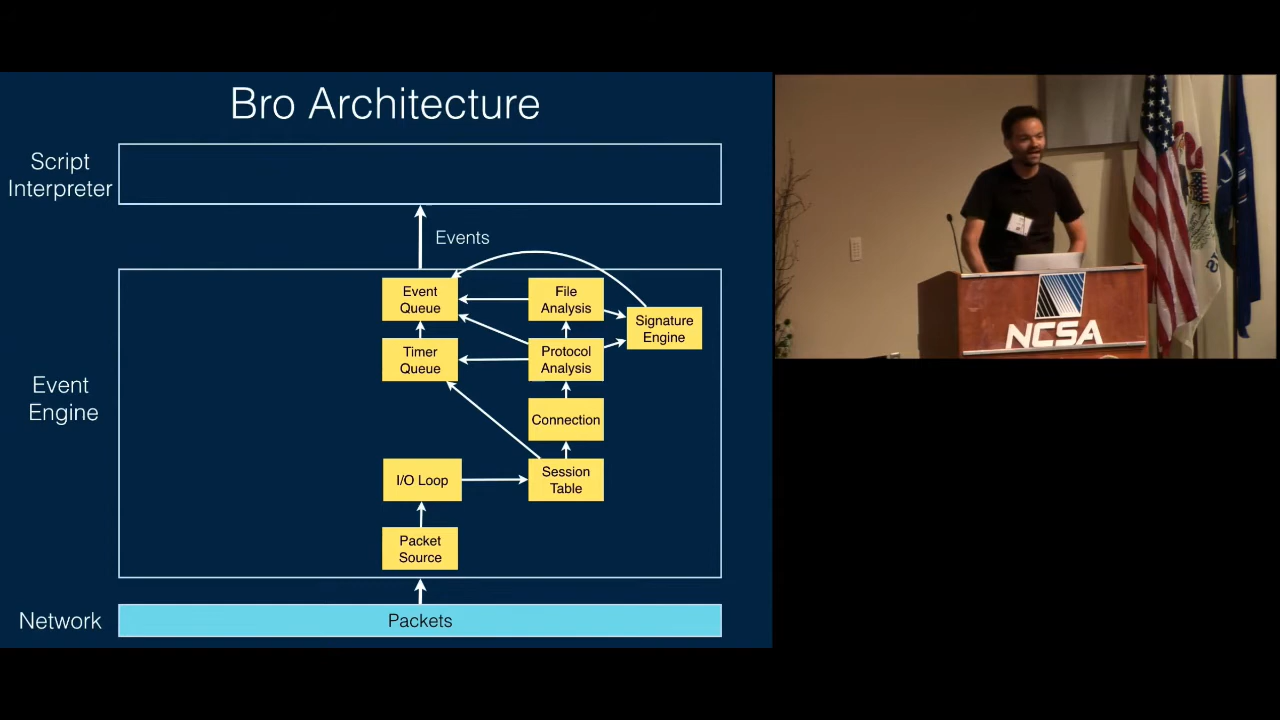 Bro Architecture
Script
Interpreter
Events
Event
Queue
File
Analysis
Signature
Engine
Timer
Queue
Protocol
Analysis
Event
Engine
Connection
I/O Loop
Session
Table
Packet
Source
Network
Packets
NCSA